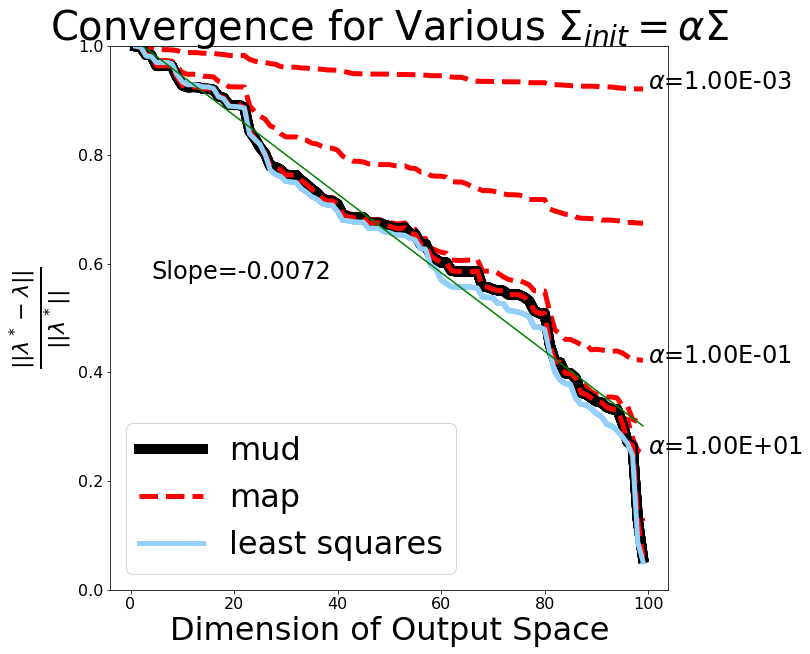 Convergence for Various Σ_init = αΣ
1.0
0.8
0.6
0.4
0.2
0.0
||λ* − λ||
||λ*||
α=1.00E-03
Slope=-0.0072
α=1.00E-01
α=1.00E+01
mud
map
least squares
0 20 40 60 80 100
Dimension of Output Space